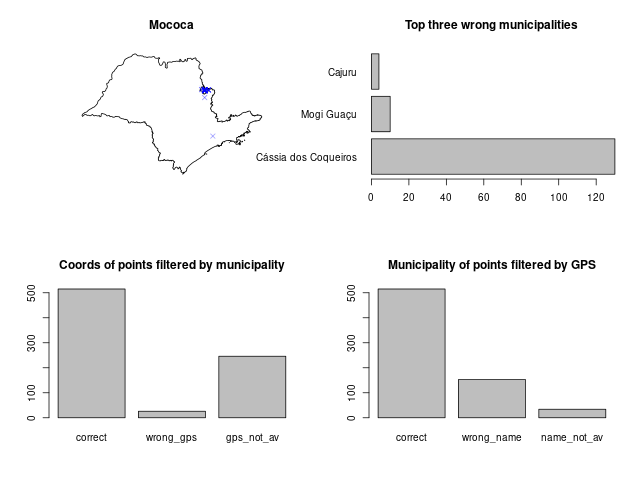 Mococa
Top three wrong municipalities
Cajuru
Mogi Guaçu
Cássia dos Coqueiros
0 20 40 60 80 100 120
Coords of points filtered by municipality
0 100 300 500
correct wrong_gps gps_not_av
Municipality of points filtered by GPS
0 100 300 500
correct wrong_name name_not_av